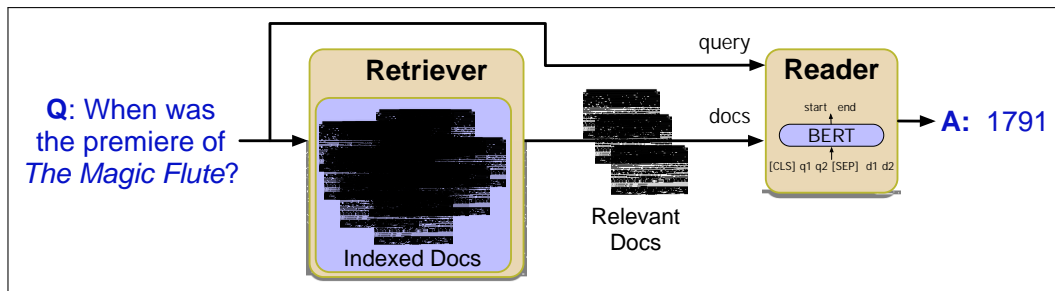 Q: When was
the premiere of
The Magic Flute?
Retriever
Indexed Docs
Relevant
Docs
query
docs
Reader
start end
BERT
[CLS] q1 q2 [SEP] d1 d2
A: 1791